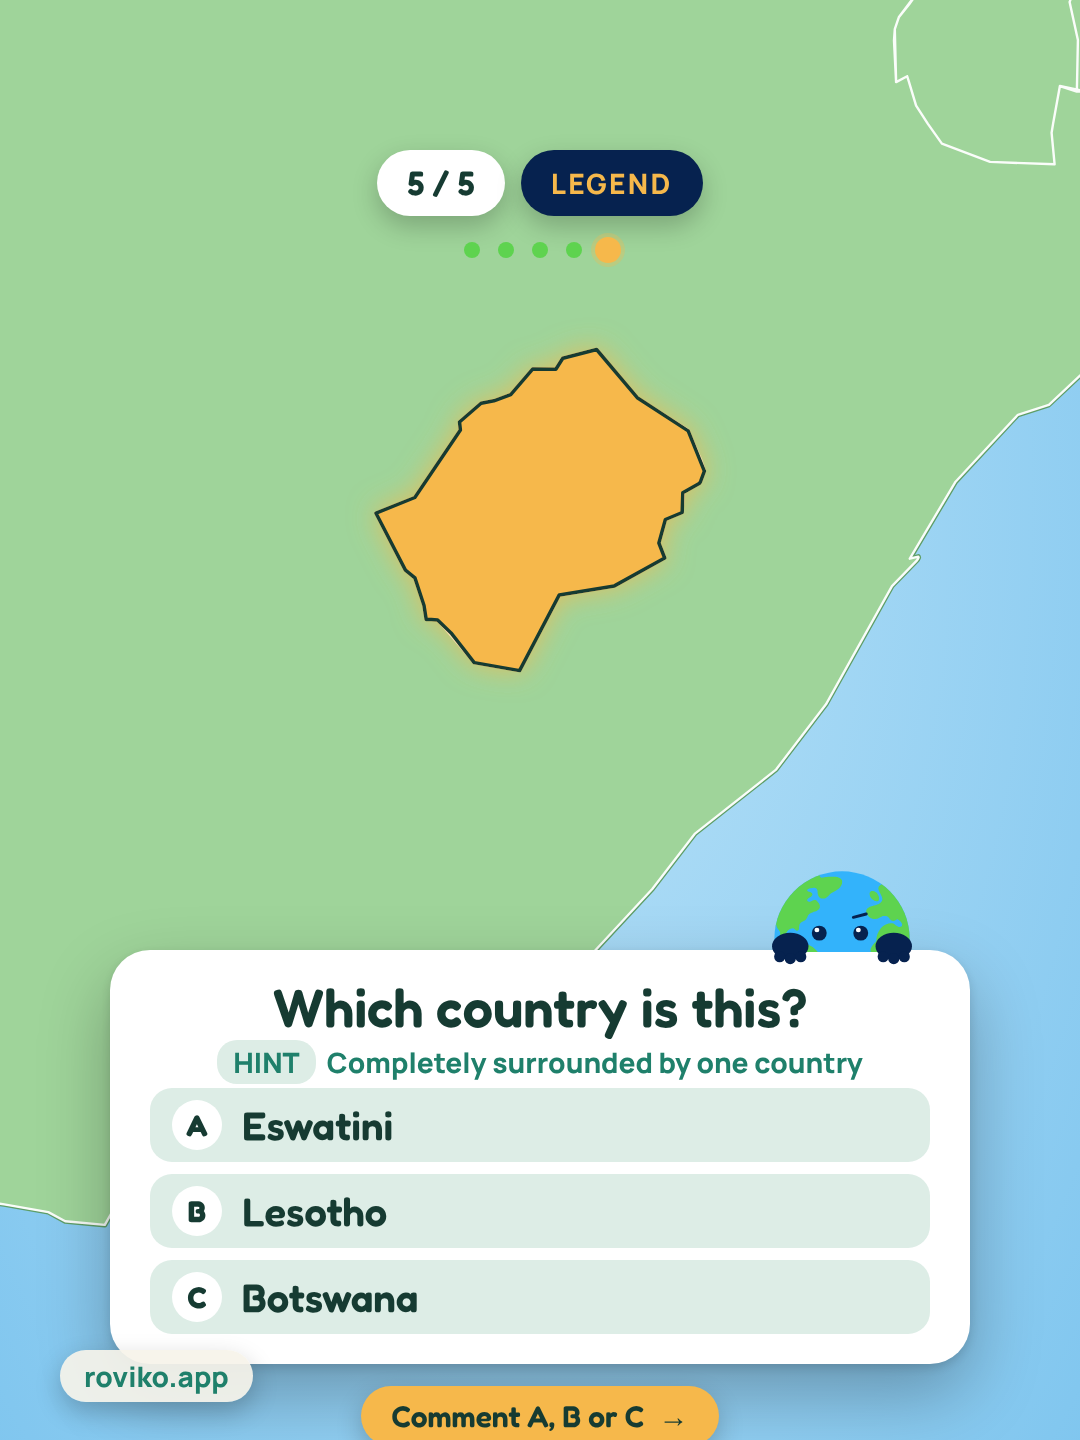 5 / 5
LEGEND
Which country is this?
HINT Completely surrounded by one country
A Eswatini
B Lesotho
C Botswana
roviko.app
Comment A, B or C →